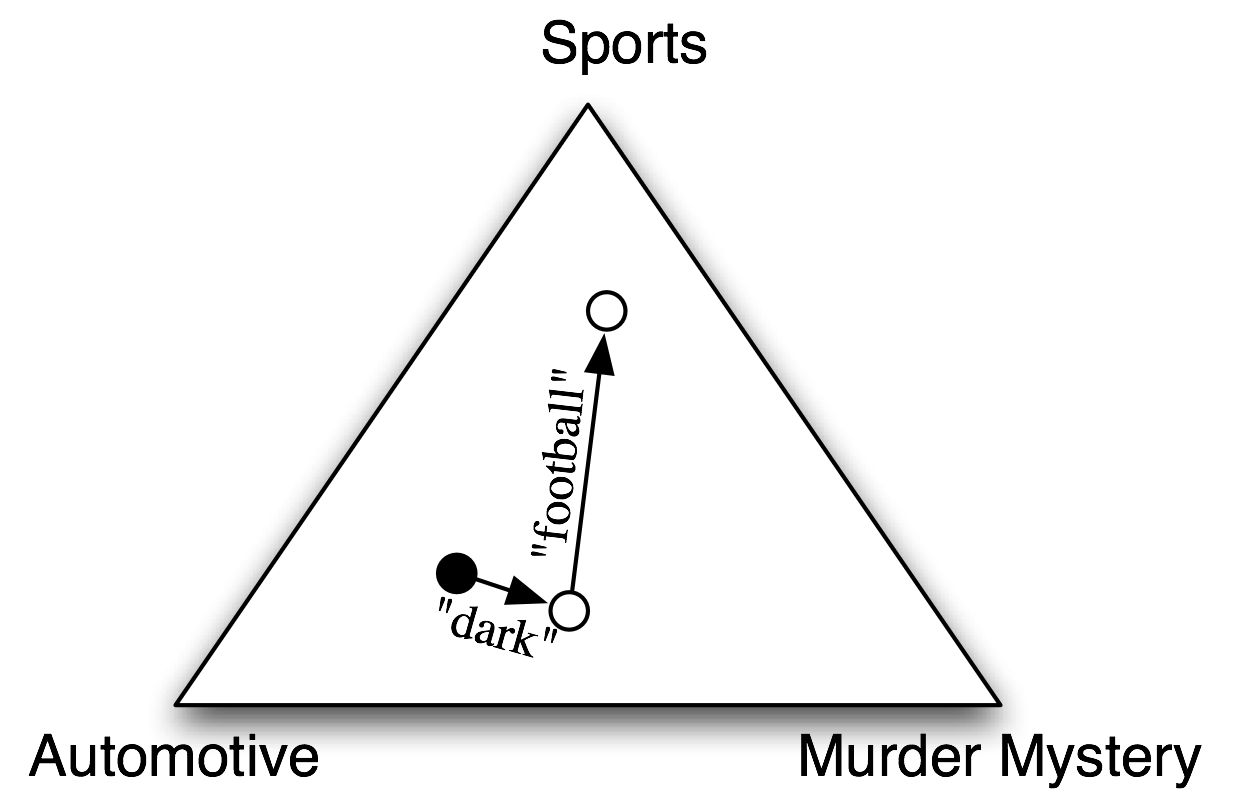 Sports
"football"
"dark"
Automotive
Murder Mystery